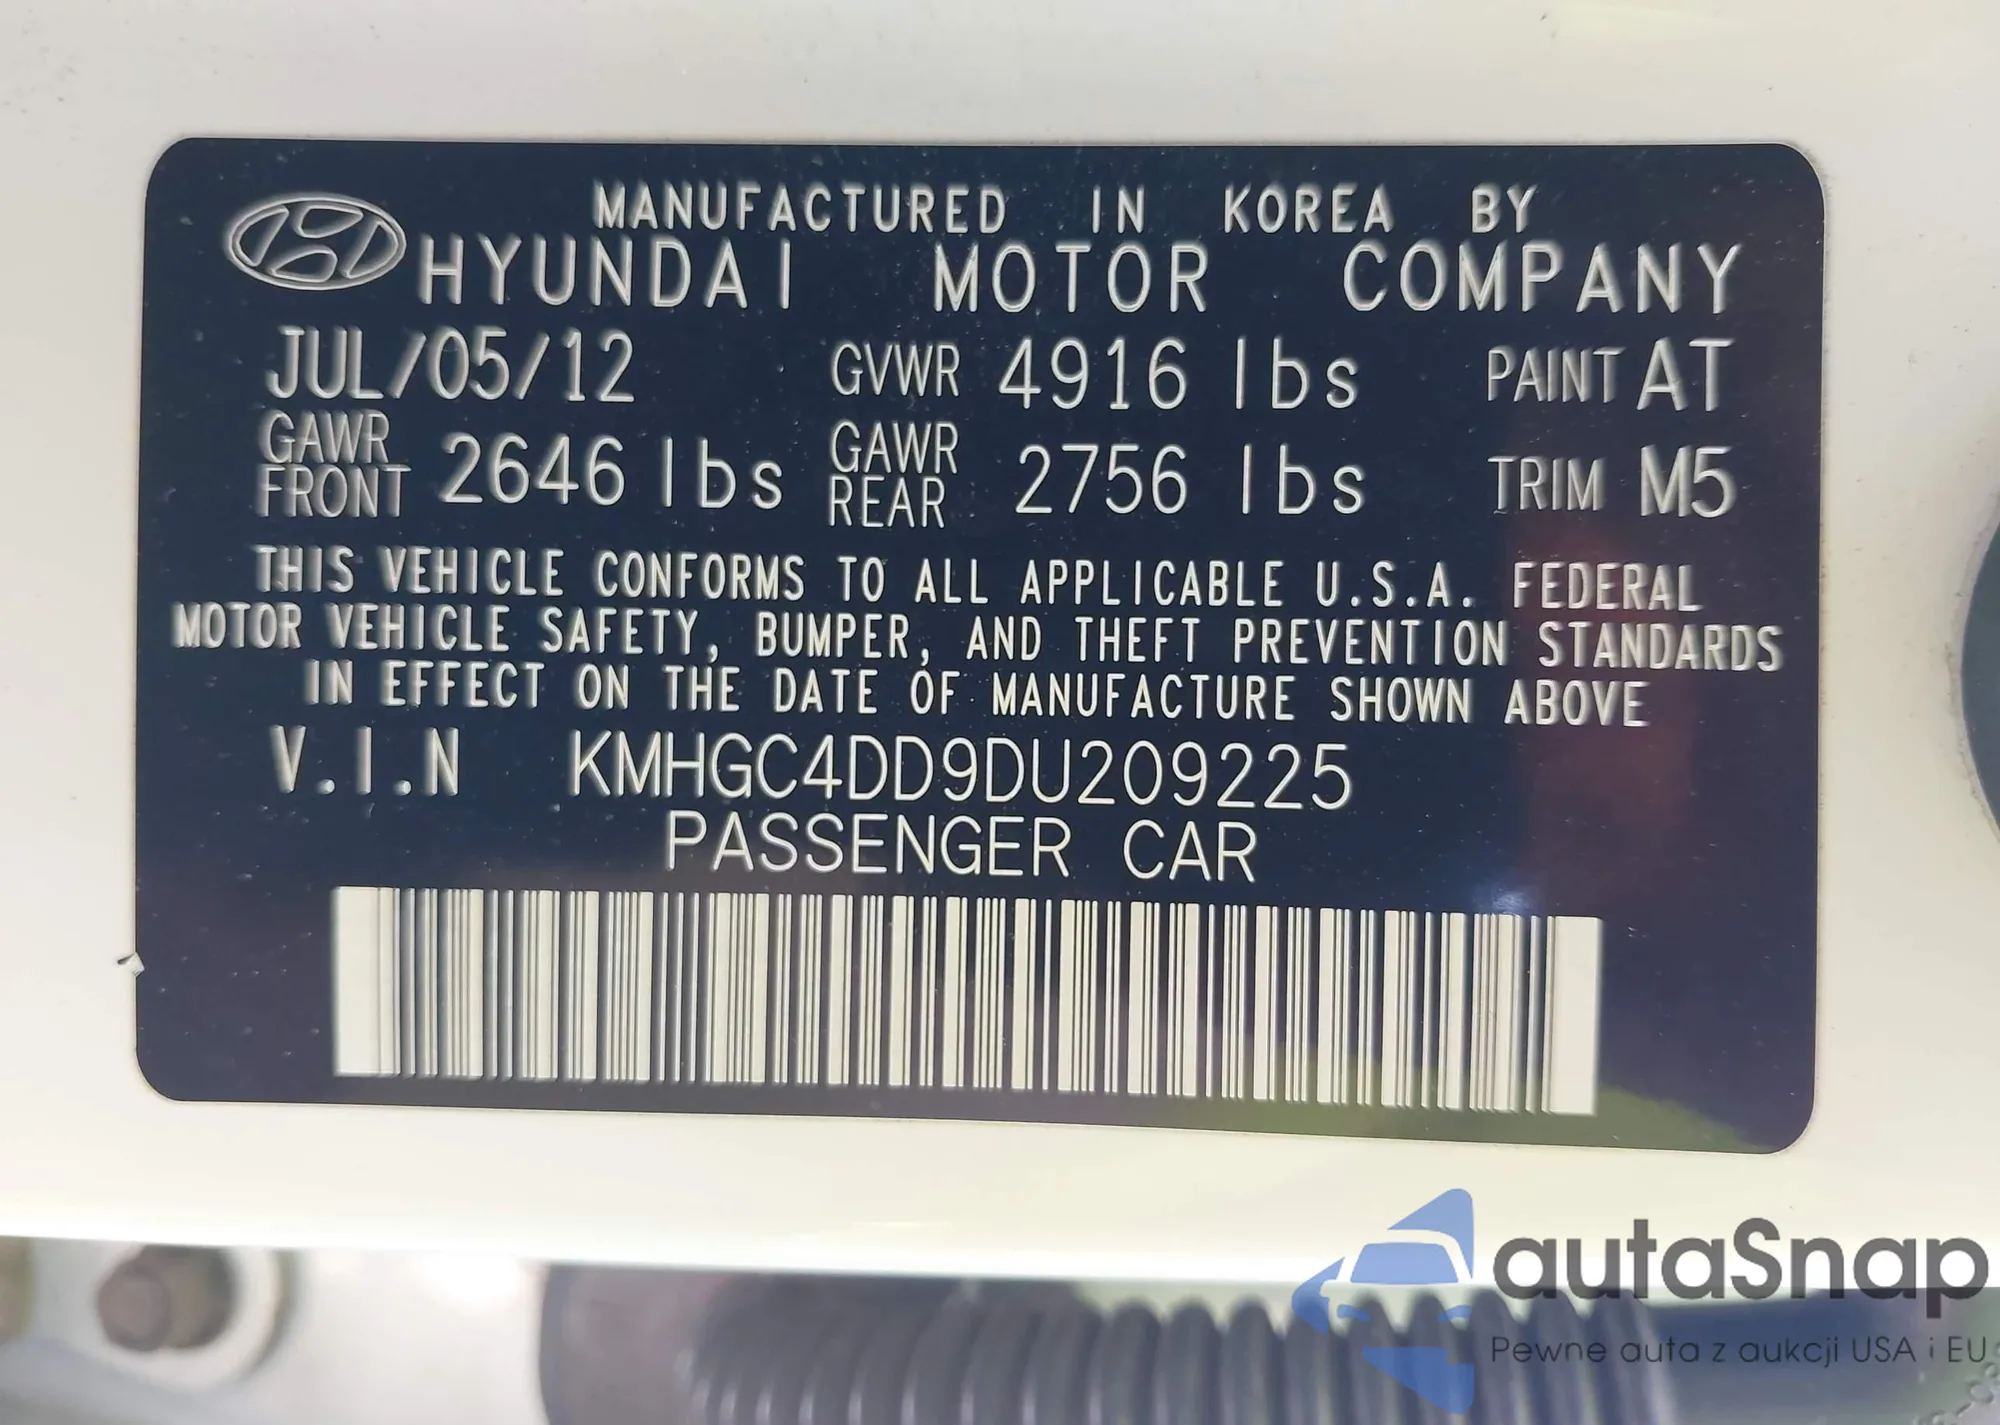 MANUFACTURED IN KOREA BY
HYUNDAI MOTOR COMPANY
JUL/05/12 GVWR 4916 lbs PAINT AT
GAWR FRONT 2646 lbs GAWR REAR 2756 lbs TRIM M5
THIS VEHICLE CONFORMS TO ALL APPLICABLE U.S.A. FEDERAL
MOTOR VEHICLE SAFETY, BUMPER, AND THEFT PREVENTION STANDARDS
IN EFFECT ON THE DATE OF MANUFACTURE SHOWN ABOVE
V.I.N KMHGC4DD9DU209225
PASSENGER CAR
autaSnap
Pewne auta z aukcji USA i EU